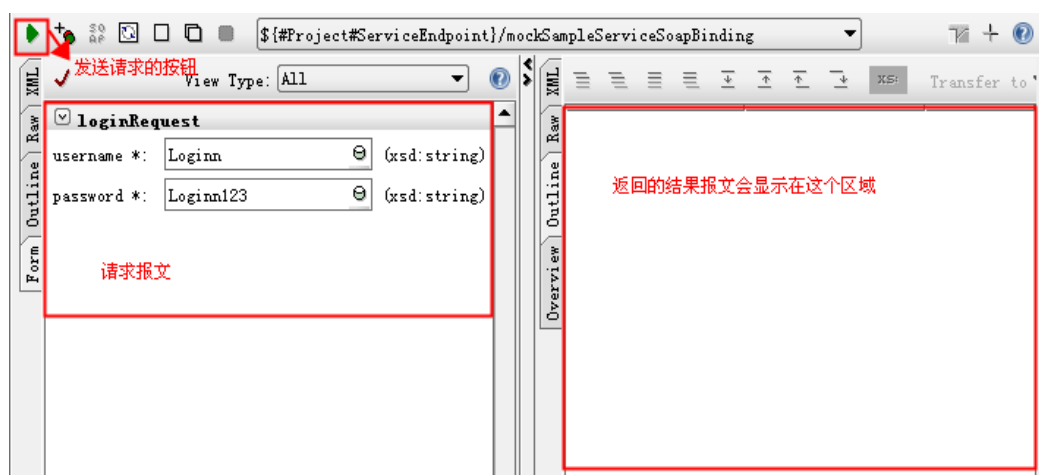 ${#Project#ServiceEndpoint}/mockSampleServiceSoapBinding
发送请求的按钮
View Type: All
XML
Raw
Outline
Form
loginRequest
username *: Loginn (xsd:string)
password *: Loginn123 (xsd:string)
请求报文
XML
Raw
Outline
Overview
XS:
Transfer to
返回的结果报文会显示在这个区域